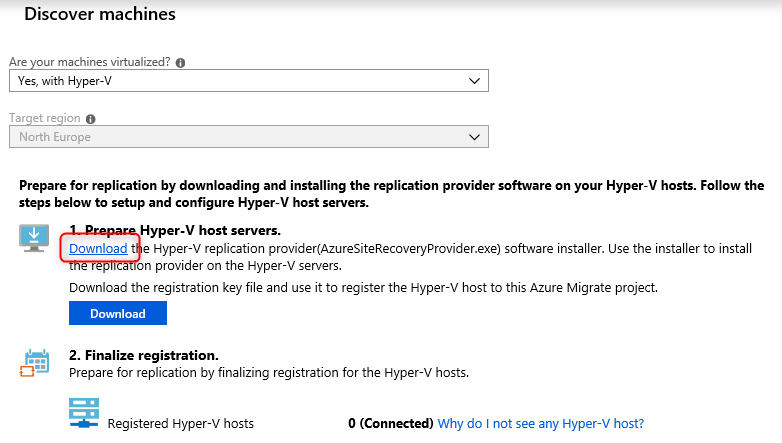 Discover machines
Are your machines virtualized?
Yes, with Hyper-V
Target region
North Europe
Prepare for replication by downloading and installing the replication provider software on your Hyper-V hosts. Follow the
steps below to setup and configure Hyper-V host servers.
1. Prepare Hyper-V host servers.
Download the Hyper-V replication provider(AzureSiteRecoveryProvider.exe) software installer. Use the installer to install
the replication provider on the Hyper-V servers.
Download the registration key file and use it to register the Hyper-V host to this Azure Migrate project.
Download
2. Finalize registration.
Prepare for replication by finalizing registration for the Hyper-V hosts.
Registered Hyper-V hosts 0 (Connected) Why do I not see any Hyper-V host?